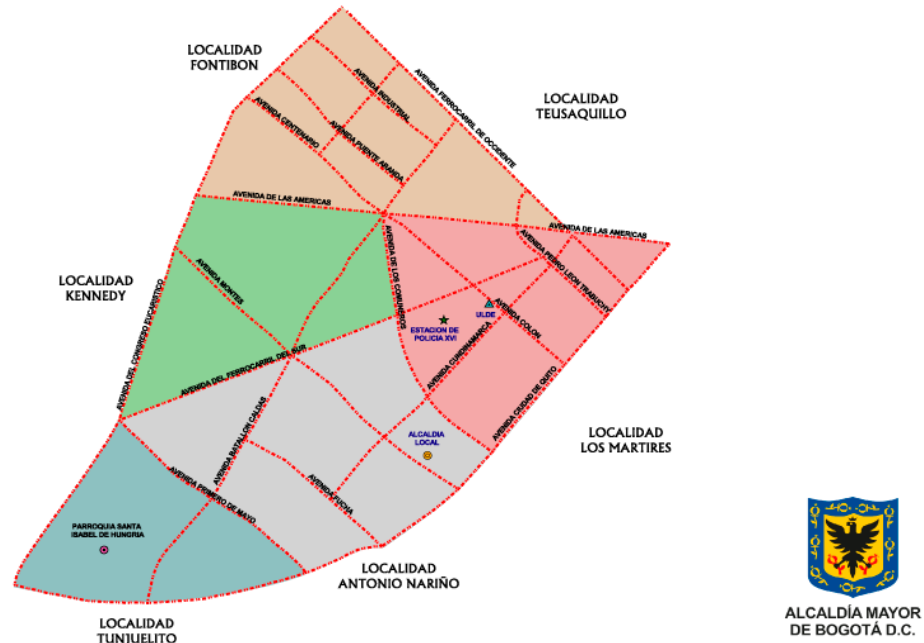 LOCALIDAD
FONTIBON
LOCALIDAD
TEUSAQUILLO
AVENIDA FERROCARRIL DE OCCIDENTE
AVENIDA INDUSTRIAL
AVENIDA CENTENARIO
AVENIDA PUENTE ARANDA
AVENIDA DE LAS AMERICAS
AVENIDA DE LAS AMERICAS
AVENIDA PEDRO LEON TRABUCHY
LOCALIDAD
KENNEDY
AVENIDA MONTES
AVENIDA DE LOS COMUNEROS
AVENIDA DEL CONGRESO EUCARISTICO
ULDE
ESTACION DE
POLICIA XVI
AVENIDA COLON
AVENIDA CUNDINAMARCA
AVENIDA DEL FERROCARRIL DEL SUR
AVENIDA CIUDAD DE QUITO
AVENIDA BATALLON CALDAS
ALCALDIA
LOCAL
LOCALIDAD
LOS MARTIRES
AVENIDA PRIMERO DE MAYO
AVENIDA FUCHA
PARROQUIA SANTA
ISABEL DE HUNGRIA
LOCALIDAD
ANTONIO NARIÑO
LOCALIDAD
TUNJUELITO
ALCALDÍA MAYOR
DE BOGOTÁ D.C.